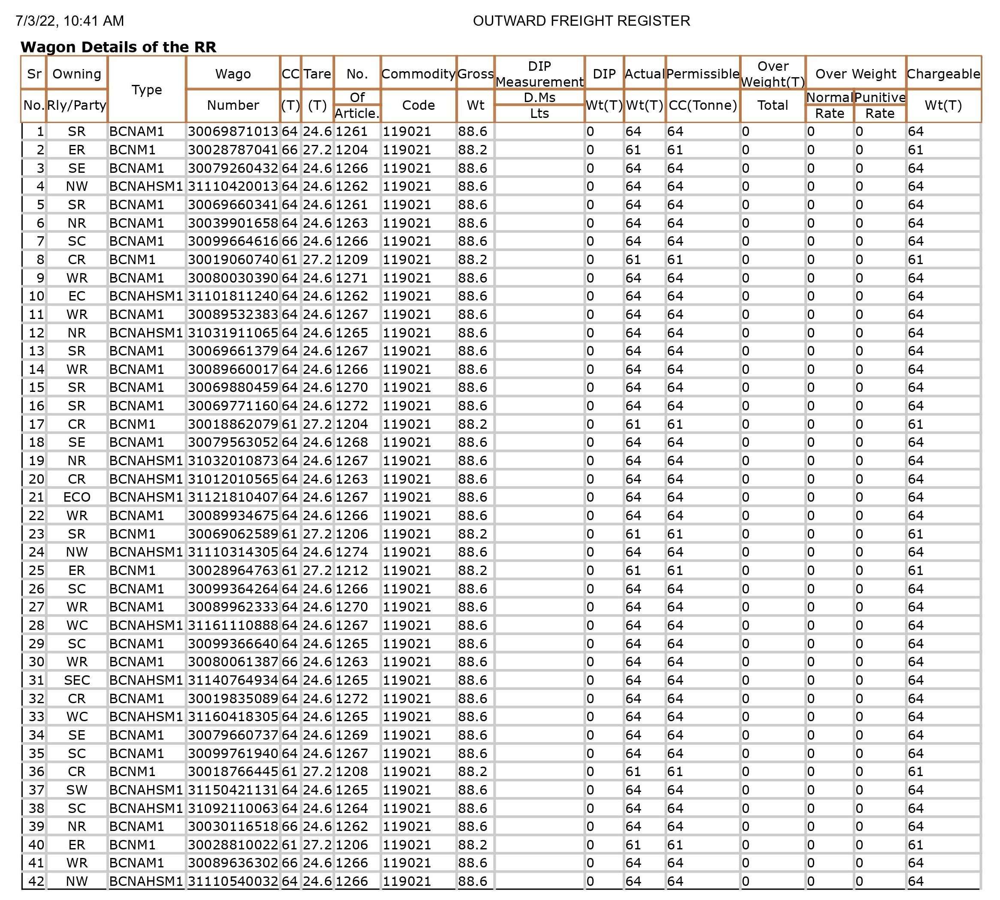 7/3/22, 10:41 AM OUTWARD FREIGHT REGISTER
Wagon Details of the RR
Sr Owning Type Wago CC Tare No. Commodity Gross DIP Measurement DIP Actual Permissible Over Weight(T) Over Weight Chargeable
No. Rly/Party Number (T) (T) Of Article. Code Wt D.Ms Lts Wt(T) Wt(T) CC(Tonne) Total Normal Rate Punitive Rate Wt(T)
1 SR BCNAM1 30069871013 64 24.6 1261 119021 88.6 0 64 64 0 0 0 64
2 ER BCNM1 30028787041 66 27.2 1204 119021 88.2 0 61 61 0 0 0 61
3 SE BCNAM1 30079260432 64 24.6 1266 119021 88.6 0 64 64 0 0 0 64
4 NW BCNAHSM1 31110420013 64 24.6 1262 119021 88.6 0 64 64 0 0 0 64
5 SR BCNAM1 30069660341 64 24.6 1261 119021 88.6 0 64 64 0 0 0 64
6 NR BCNAM1 30039901658 64 24.6 1263 119021 88.6 0 64 64 0 0 0 64
7 SC BCNAM1 30099664616 66 24.6 1266 119021 88.6 0 64 64 0 0 0 64
8 CR BCNM1 30019060740 61 27.2 1209 119021 88.2 0 61 61 0 0 0 61
9 WR BCNAM1 30080030390 64 24.6 1271 119021 88.6 0 64 64 0 0 0 64
10 EC BCNAHSM1 31101811240 64 24.6 1262 119021 88.6 0 64 64 0 0 0 64
11 WR BCNAM1 30089532383 64 24.6 1267 119021 88.6 0 64 64 0 0 0 64
12 NR BCNAHSM1 31031911065 64 24.6 1265 119021 88.6 0 64 64 0 0 0 64
13 SR BCNAM1 30069661379 64 24.6 1267 119021 88.6 0 64 64 0 0 0 64
14 WR BCNAM1 30089660017 64 24.6 1266 119021 88.6 0 64 64 0 0 0 64
15 SR BCNAM1 30069880459 64 24.6 1270 119021 88.6 0 64 64 0 0 0 64
16 SR BCNAM1 30069771160 64 24.6 1272 119021 88.6 0 64 64 0 0 0 64
17 CR BCNM1 30018862079 61 27.2 1204 119021 88.2 0 61 61 0 0 0 61
18 SE BCNAM1 30079563052 64 24.6 1268 119021 88.6 0 64 64 0 0 0 64
19 NR BCNAHSM1 31032010873 64 24.6 1267 119021 88.6 0 64 64 0 0 0 64
20 CR BCNAHSM1 31012010565 64 24.6 1263 119021 88.6 0 64 64 0 0 0 64
21 ECO BCNAHSM1 31121810407 64 24.6 1267 119021 88.6 0 64 64 0 0 0 64
22 WR BCNAM1 30089934675 64 24.6 1266 119021 88.6 0 64 64 0 0 0 64
23 SR BCNM1 30069062589 61 27.2 1206 119021 88.2 0 61 61 0 0 0 61
24 NW BCNAHSM1 31110314305 64 24.6 1274 119021 88.6 0 64 64 0 0 0 64
25 ER BCNM1 30028964763 61 27.2 1212 119021 88.2 0 61 61 0 0 0 61
26 SC BCNAM1 30099364264 64 24.6 1266 119021 88.6 0 64 64 0 0 0 64
27 WR BCNAM1 30089962333 64 24.6 1270 119021 88.6 0 64 64 0 0 0 64
28 WC BCNAHSM1 31161110888 64 24.6 1267 119021 88.6 0 64 64 0 0 0 64
29 SC BCNAM1 30099366640 64 24.6 1265 119021 88.6 0 64 64 0 0 0 64
30 WR BCNAM1 30080061387 66 24.6 1263 119021 88.6 0 64 64 0 0 0 64
31 SEC BCNAHSM1 31140764934 64 24.6 1265 119021 88.6 0 64 64 0 0 0 64
32 CR BCNAM1 30019835089 64 24.6 1272 119021 88.6 0 64 64 0 0 0 64
33 WC BCNAHSM1 31160418305 64 24.6 1265 119021 88.6 0 64 64 0 0 0 64
34 SE BCNAM1 30079660737 64 24.6 1269 119021 88.6 0 64 64 0 0 0 64
35 SC BCNAM1 30099761940 64 24.6 1267 119021 88.6 0 64 64 0 0 0 64
36 CR BCNM1 30018766445 61 27.2 1208 119021 88.2 0 61 61 0 0 0 61
37 SW BCNAHSM1 31150421131 64 24.6 1265 119021 88.6 0 64 64 0 0 0 64
38 SC BCNAHSM1 31092110063 64 24.6 1264 119021 88.6 0 64 64 0 0 0 64
39 NR BCNAM1 30030116518 66 24.6 1262 119021 88.6 0 64 64 0 0 0 64
40 ER BCNM1 30028810022 61 27.2 1206 119021 88.2 0 61 61 0 0 0 61
41 WR BCNAM1 30089636302 66 24.6 1266 119021 88.6 0 64 64 0 0 0 64
42 NW BCNAHSM1 31110540032 64 24.6 1266 119021 88.6 0 64 64 0 0 0 64